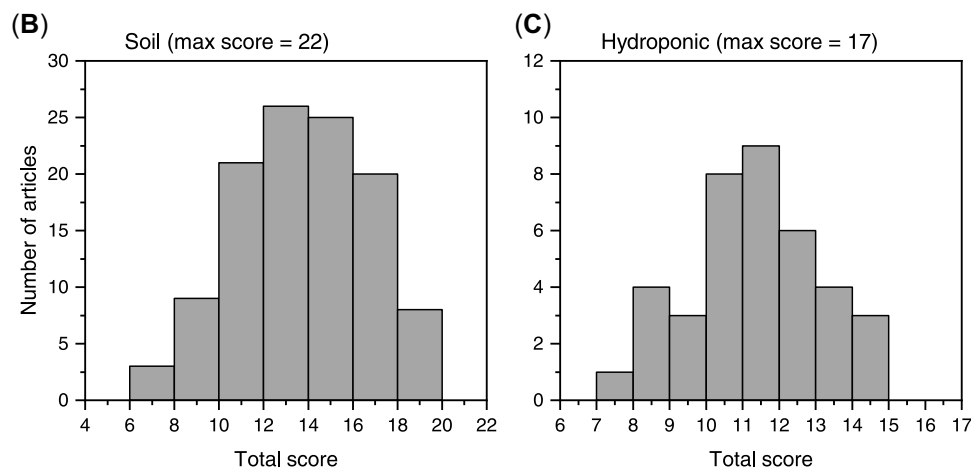 (B)
Soil (max score = 22)
30
25
20
15
10
5
0
Number of articles
4 6 8 10 12 14 16 18 20 22
Total score
(C)
Hydroponic (max score = 17)
12
10
8
6
4
2
0
6 7 8 9 10 11 12 13 14 15 16 17
Total score